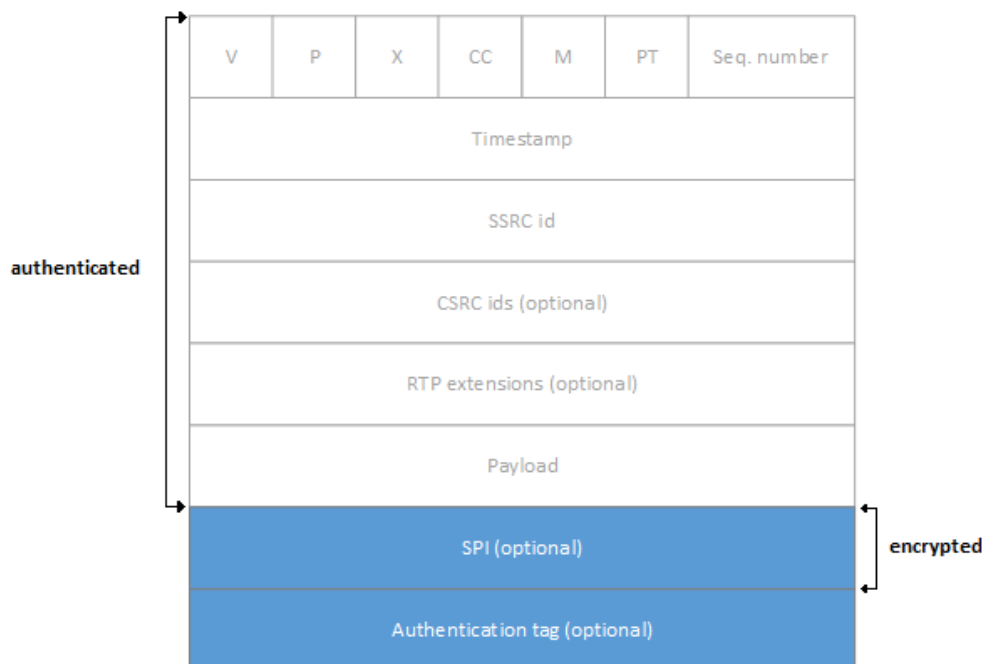 V P X CC M PT Seq. number
Timestamp
SSRC id
authenticated
CSRC ids (optional)
RTP extensions (optional)
Payload
SPI (optional)
encrypted
Authentication tag (optional)